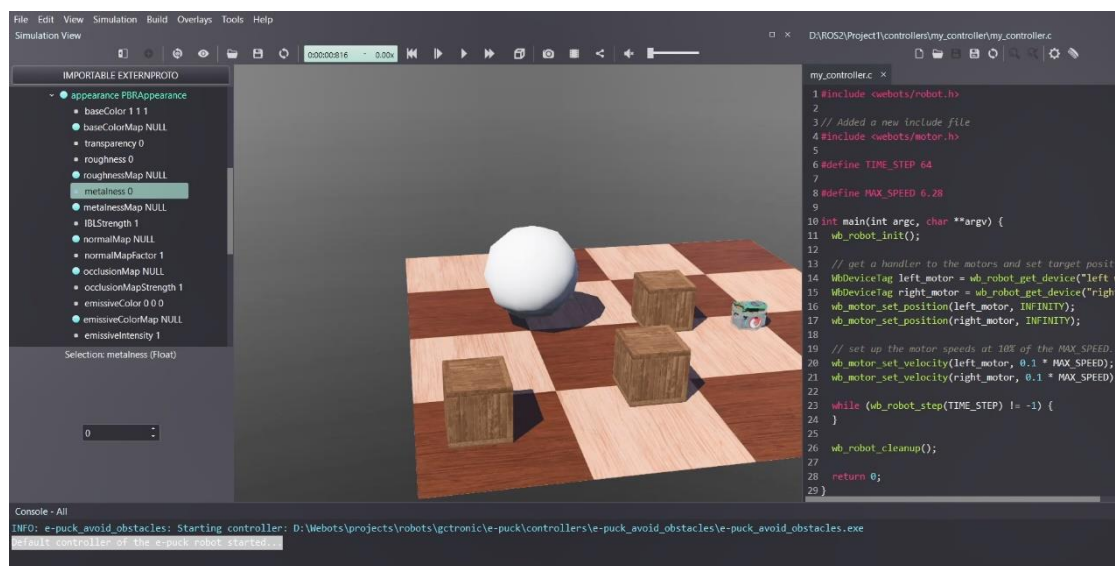 File Edit View Simulation Build Overlays Tools Help
Simulation View
D:\ROS2\Project1\controllers\my_controller\my_controller.c
0:00:00:816 - 0.00x
IMPORTABLE EXTERNPROTO
my_controller.c ×
appearance PBRAppearance
baseColor 1 1 1
baseColorMap NULL
transparency 0
roughness 0
roughnessMap NULL
metalness 0
metalnessMap NULL
IBLStrength 1
normalMap NULL
normalMapFactor 1
occlusionMap NULL
occlusionMapStrength 1
emissiveColor 0 0 0
emissiveColorMap NULL
emissiveIntensity 1
Selection: metalness (Float)
0
1 #include <webots/robot.h>
2
3 // Added a new include file
4 #include <webots/motor.h>
5
6 #define TIME_STEP 64
7
8 #define MAX_SPEED 6.28
9
10 int main(int argc, char **argv) {
11 wb_robot_init();
12
13 // get a handler to the motors and set target posit
14 WbDeviceTag left_motor = wb_robot_get_device("left
15 WbDeviceTag right_motor = wb_robot_get_device("righ
16 wb_motor_set_position(left_motor, INFINITY);
17 wb_motor_set_position(right_motor, INFINITY);
18
19 // set up the motor speeds at 10% of the MAX_SPEED.
20 wb_motor_set_velocity(left_motor, 0.1 * MAX_SPEED);
21 wb_motor_set_velocity(right_motor, 0.1 * MAX_SPEED)
22
23 while (wb_robot_step(TIME_STEP) != -1) {
24 }
25
26 wb_robot_cleanup();
27
28 return 0;
29 }
Console - All
INFO: e-puck_avoid_obstacles: Starting controller: D:\Webots\projects\robots\gctronic\e-puck\controllers\e-puck_avoid_obstacles\e-puck_avoid_obstacles.exe
Default controller of the e-puck robot started...